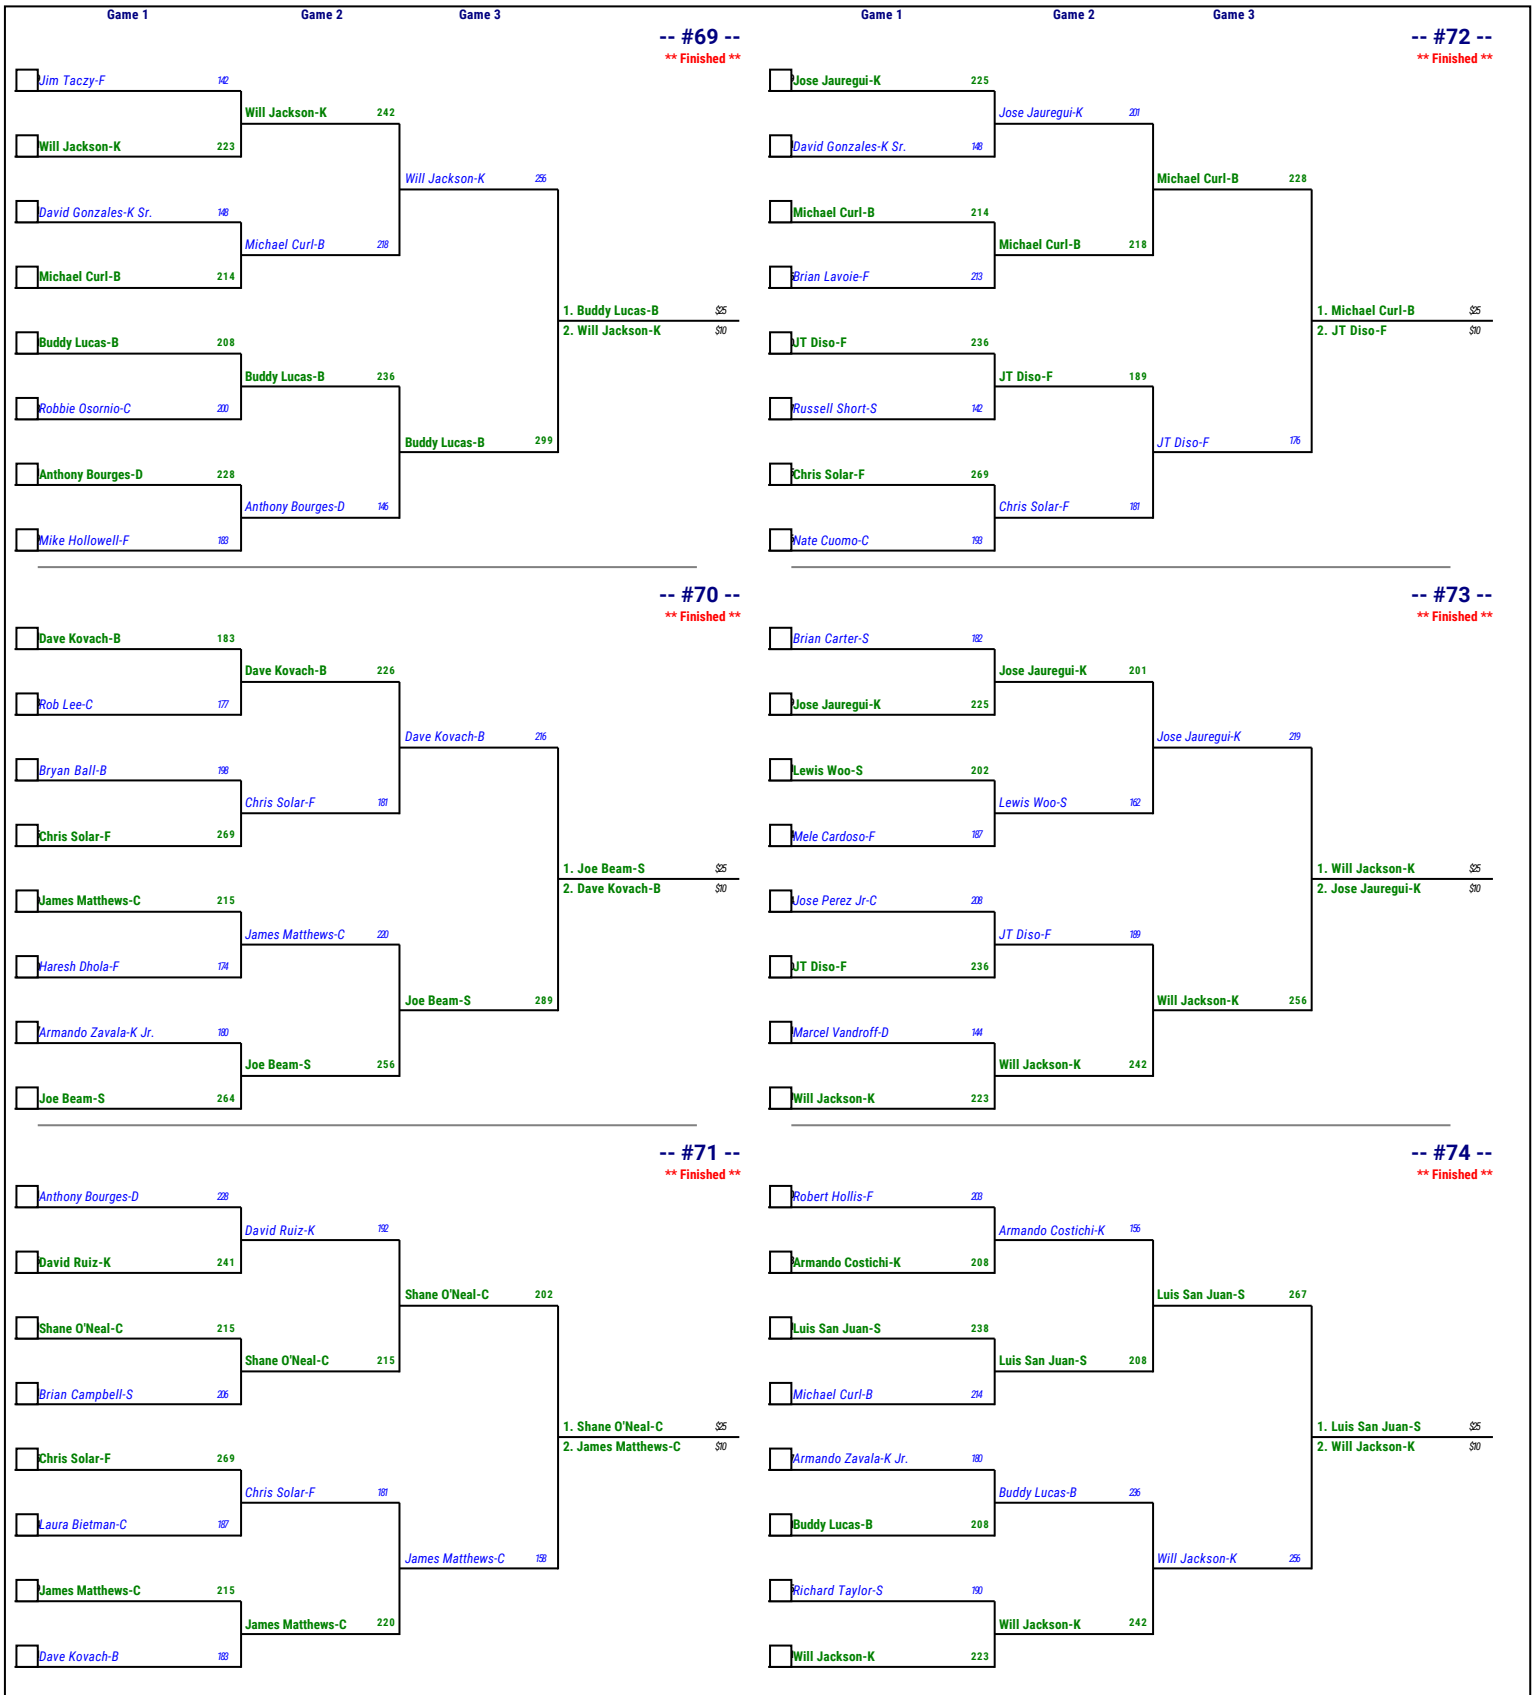 Game 1 Game 2 Game 3
-- #69 --
** Finished **
Jim Taczy-F 142
Will Jackson-K 242
Will Jackson-K 223
Will Jackson-K 256
David Gonzales-K Sr. 148
Michael Curl-B 218
Michael Curl-B 214
1. Buddy Lucas-B $25
2. Will Jackson-K $10
Buddy Lucas-B 208
Buddy Lucas-B 236
Robbie Osornio-C 200
Buddy Lucas-B 299
Anthony Bourges-D 228
Anthony Bourges-D 146
Mike Hollowell-F 183
-- #70 --
** Finished **
Dave Kovach-B 183
Dave Kovach-B 226
Rob Lee-C 177
Dave Kovach-B 216
Bryan Ball-B 198
Chris Solar-F 181
Chris Solar-F 269
1. Joe Beam-S $25
2. Dave Kovach-B $10
James Matthews-C 215
James Matthews-C 220
Haresh Dhola-F 174
Joe Beam-S 289
Armando Zavala-K Jr. 180
Joe Beam-S 256
Joe Beam-S 264
-- #71 --
** Finished **
Anthony Bourges-D 228
David Ruiz-K 192
David Ruiz-K 241
Shane O'Neal-C 202
Shane O'Neal-C 215
Shane O'Neal-C 215
Brian Campbell-S 206
1. Shane O'Neal-C $25
2. James Matthews-C $10
Chris Solar-F 269
Chris Solar-F 181
Laura Bietman-C 187
James Matthews-C 158
James Matthews-C 215
James Matthews-C 220
Dave Kovach-B 183
Game 1 Game 2 Game 3
-- #72 --
** Finished **
Jose Jauregui-K 225
Jose Jauregui-K 201
David Gonzales-K Sr. 148
Michael Curl-B 228
Michael Curl-B 214
Michael Curl-B 218
Brian Lavoie-F 213
1. Michael Curl-B $25
2. JT Diso-F $10
JT Diso-F 236
JT Diso-F 189
Russell Short-S 142
JT Diso-F 176
Chris Solar-F 269
Chris Solar-F 181
Nate Cuomo-C 193
-- #73 --
** Finished **
Brian Carter-S 182
Jose Jauregui-K 201
Jose Jauregui-K 225
Jose Jauregui-K 219
Lewis Woo-S 202
Lewis Woo-S 162
Mele Cardoso-F 187
1. Will Jackson-K $25
2. Jose Jauregui-K $10
Jose Perez Jr-C 208
JT Diso-F 189
JT Diso-F 236
Will Jackson-K 256
Marcel Vandroff-D 144
Will Jackson-K 242
Will Jackson-K 223
-- #74 --
** Finished **
Robert Hollis-F 203
Armando Costichi-K 156
Armando Costichi-K 208
Luis San Juan-S 267
Luis San Juan-S 238
Luis San Juan-S 208
Michael Curl-B 214
1. Luis San Juan-S $25
2. Will Jackson-K $10
Armando Zavala-K Jr. 180
Buddy Lucas-B 236
Buddy Lucas-B 208
Will Jackson-K 256
Richard Taylor-S 190
Will Jackson-K 242
Will Jackson-K 223